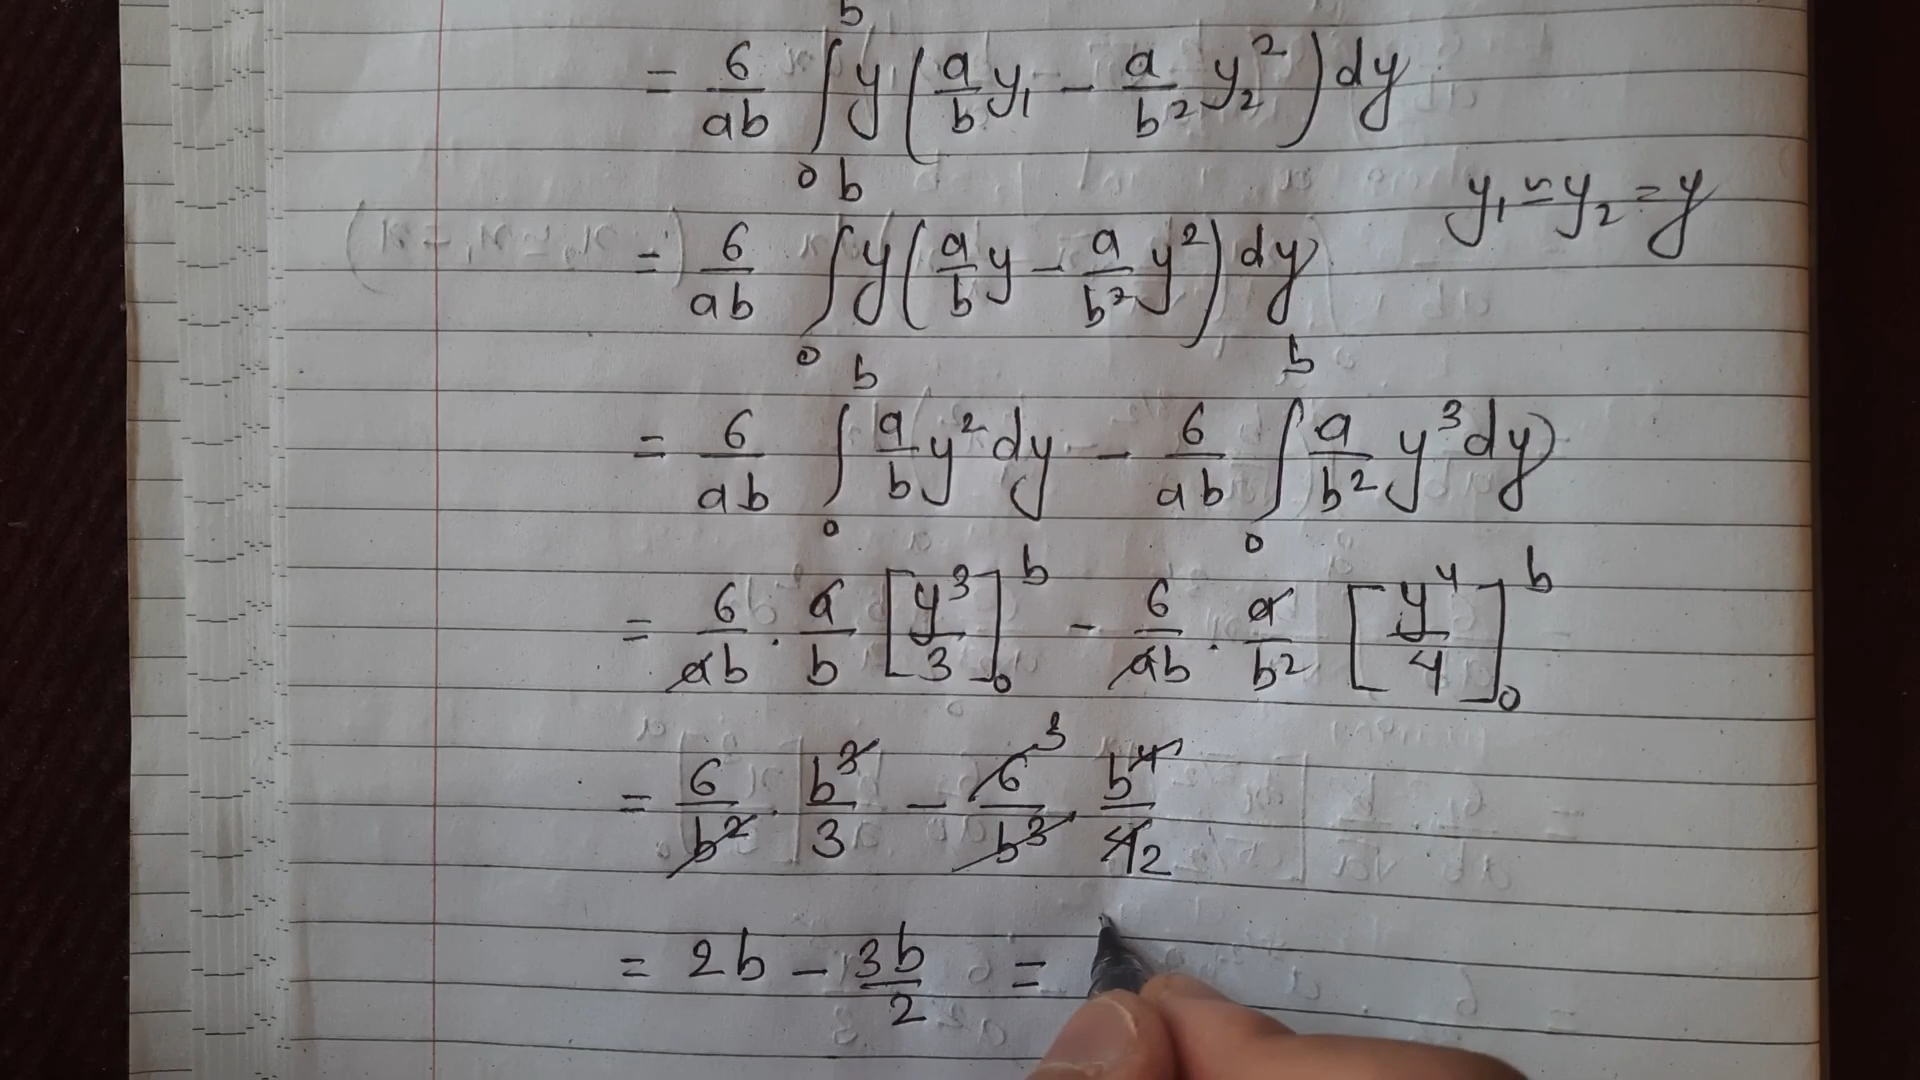 = 6/ab ∫₀ᵇ y (a/b y₁ − a/b² y₂²) dy
y₁ ≃ y₂ = y
= 6/ab ∫₀ᵇ y (a/b y − a/b² y²) dy
= 6/ab ∫₀ᵇ a/b y² dy − 6/ab ∫₀ᵇ a/b² y³ dy
= 6/ab · a/b [y³/3]₀ᵇ − 6/ab · a/b² [y⁴/4]₀ᵇ
= 6/b² · b³/3 − 6 3/b³ · b⁴/4 2
= 2b − 3b/2 =